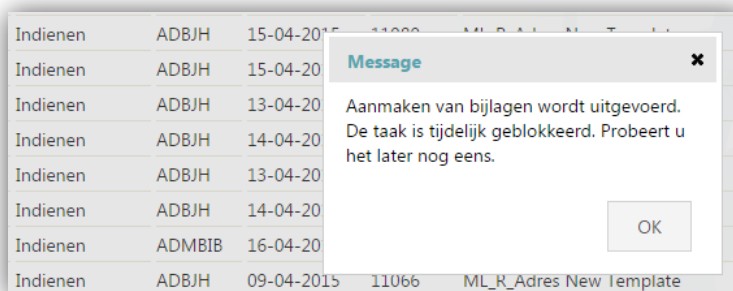 Indienen ADBJH 15-04-2015
Indienen ADBJH 15-04-20
Indienen ADBJH 13-04-20
Indienen ADBJH 14-04-20
Indienen ADBJH 13-04-20
Indienen ADBJH 14-04-20
Indienen ADMBIB 16-04-20
Indienen ADBJH 09-04-2015 11066 ML_R_Adres New Template
Message
Aanmaken van bijlagen wordt uitgevoerd.
De taak is tijdelijk geblokkeerd. Probeert u
het later nog eens.
OK